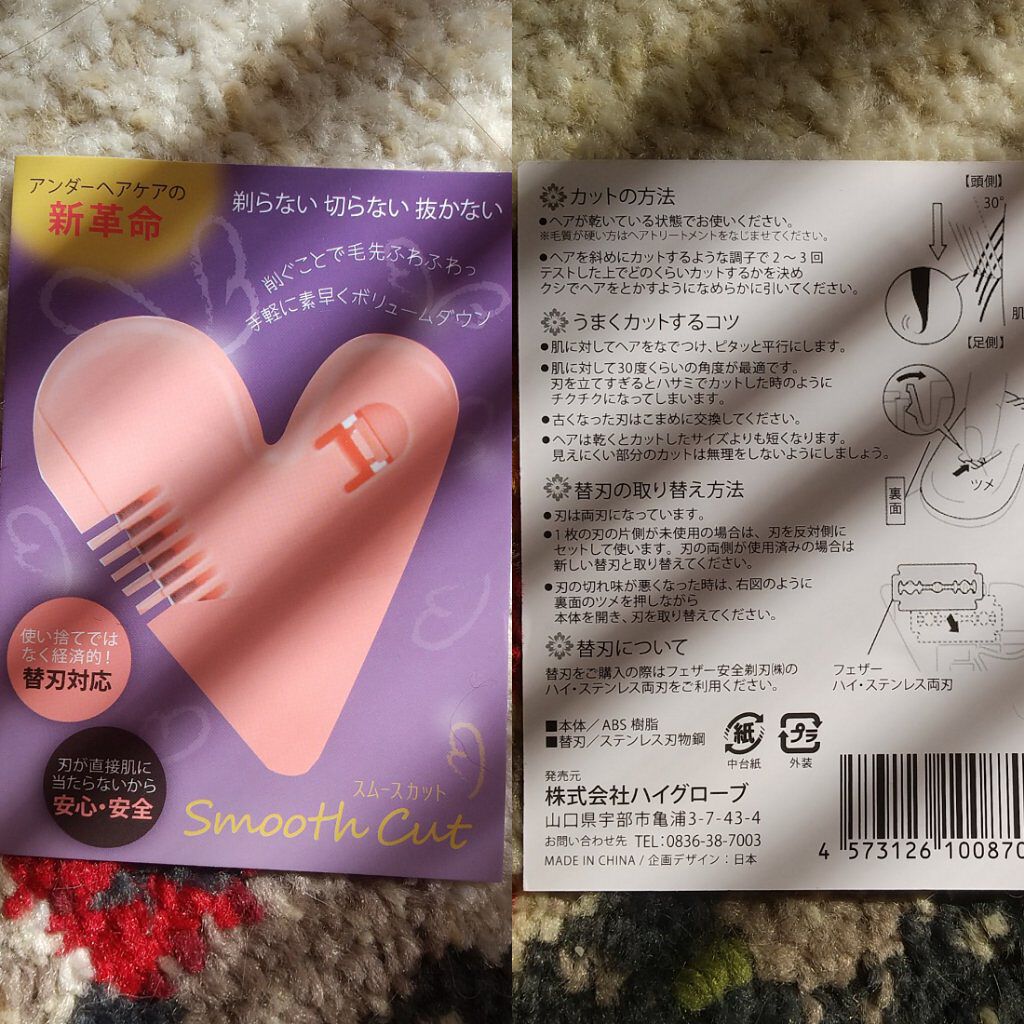 アンダーヘアケアの
新革命
剃らない 切らない 抜かない
削ぐことで毛先ふわふわっ
手軽に素早くボリュームダウン
使い捨てでは
なく経済的!
替刃対応
刃が直接肌に
当たらないから
安心・安全
スムースカット
Smooth Cut
カットの方法
●ヘアが乾いている状態でお使いください。
※毛質が硬い方はヘアトリートメントをなじませてください。
●ヘアを斜めにカットするような調子で2〜3回
テストした上でどのくらいカットするかを決め
クシでヘアをとかすようになめらかに引いてください。
【頭側】
30°
肌
【足側】
うまくカットするコツ
●肌に対してヘアをなでつけ、ピタッと平行にします。
●肌に対して30度くらいの角度が最適です。
刃を立てすぎるとハサミでカットした時のように
チクチクになってしまいます。
●古くなった刃はこまめに交換してください。
●ヘアは乾くとカットしたサイズよりも短くなります。
見えにくい部分のカットは無理をしないようにしましょう。
ツメ
裏面
替刃の取り替え方法
●刃は両刃になっています。
●1枚の刃の片側が未使用の場合は、刃を反対側に
セットして使います。刃の両側が使用済みの場合は
新しい替刃と取り替えてください。
●刃の切れ味が悪くなった時は、右図のように
裏面のツメを押しながら
本体を開き、刃を取り替えてください。
替刃について
替刃をご購入の際はフェザー安全剃刃㈱の
ハイ・ステンレス両刃をご利用ください。
フェザー
ハイ・ステンレス両刃
■本体/ABS 樹脂
■替刃/ステンレス刃物鋼
紙
中台紙
プラ
外装
発売元
株式会社ハイグローブ
山口県宇部市亀浦3-7-43-4
お問い合わせ先 TEL:0836-38-7003
MADE IN CHINA / 企画デザイン:日本
4 573126 100870